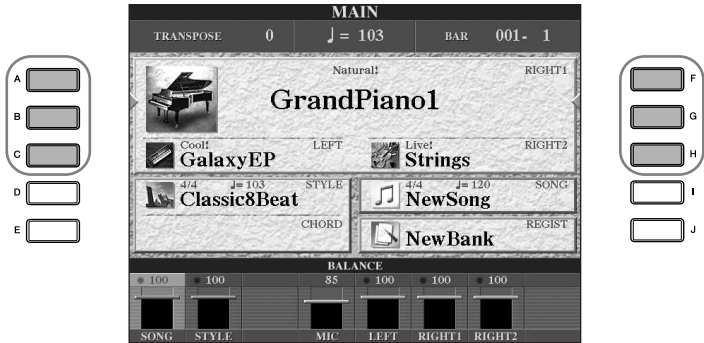 MAIN
TRANSPOSE 0 ♩= 103 BAR 001- 1
Natural! RIGHT1
GrandPiano1
Cool! LEFT
GalaxyEP
Live! RIGHT2
Strings
4/4 ♩=103 STYLE
Classic8Beat
CHORD
4/4 ♩=120 SONG
NewSong
REGIST
NewBank
BALANCE
100 100 85 100 100 100
SONG STYLE MIC LEFT RIGHT1 RIGHT2
A
B
C
D
E
F
G
H
I
J